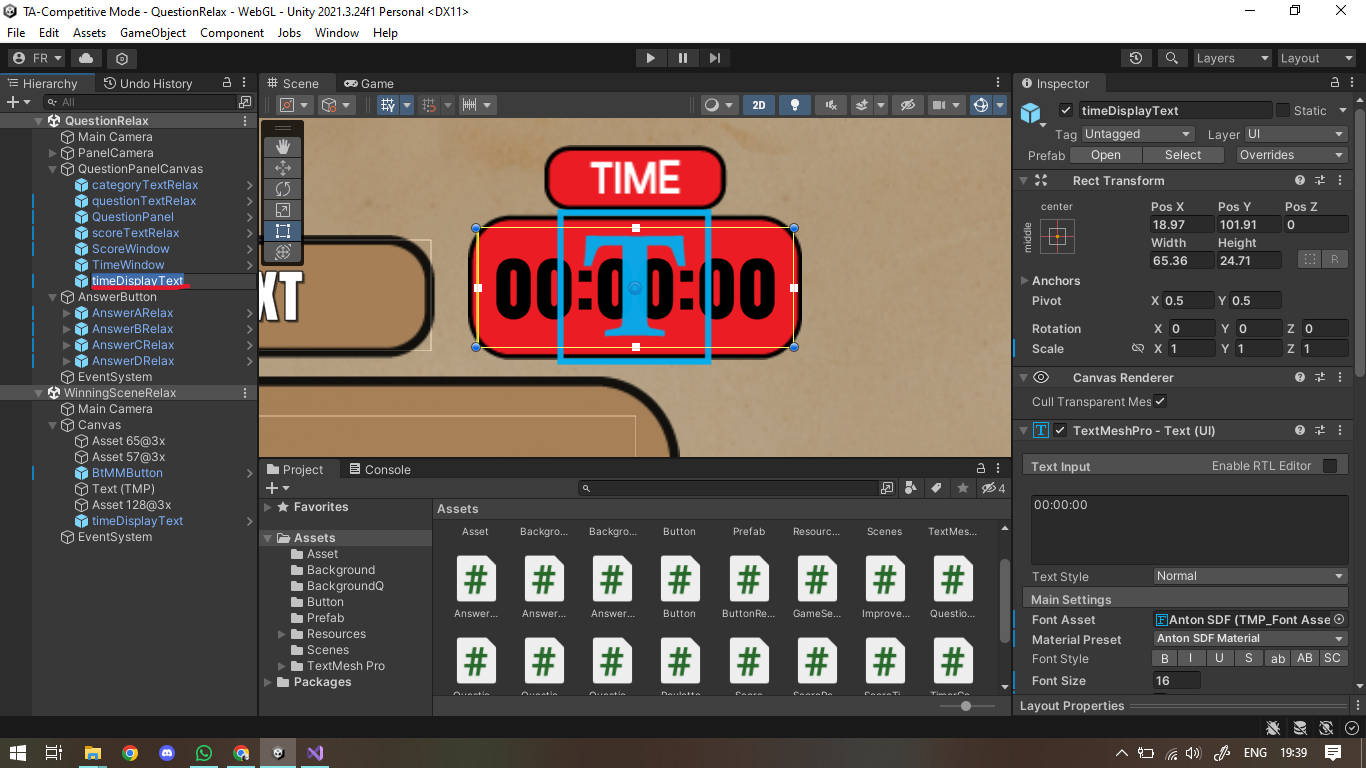 TA-Competitive Mode - QuestionRelax - WebGL - Unity 2021.3.24f1 Personal <DX11>
File Edit Assets GameObject Component Jobs Window Help
FR
Layers
Layout
Hierarchy
Undo History
All
QuestionRelax
Main Camera
PanelCamera
QuestionPanelCanvas
categoryTextRelax
questionTextRelax
QuestionPanel
scoreTextRelax
ScoreWindow
TimeWindow
timeDisplayText
AnswerButton
AnswerARelax
AnswerBRelax
AnswerCRelax
AnswerDRelax
EventSystem
WinningSceneRelax
Main Camera
Canvas
Asset 65@3x
Asset 57@3x
BtMMButton
Text (TMP)
Asset 128@3x
timeDisplayText
EventSystem
Scene
Game
2D
TIME
00:00:00
T
EXT
Project
Console
4
Favorites
Assets
Asset
Background
BackgroundQ
Button
Prefab
Resources
Scenes
TextMesh Pro
Packages
Assets
Asset Backgro... Backgro... Button Prefab Resourc... Scenes TextMes...
# # # # # # # #
Answer... Answer... Answer... Button ButtonRe... GameSe... Improve... Questio...
# # # # # # # #
Questio... Questio... Questio... Roulette Score ScoreRe... ScoreTi... TimerCo...
Inspector
timeDisplayText
Static
Tag Untagged
Layer UI
Prefab Open Select Overrides
Rect Transform
center
middle
Pos X Pos Y Pos Z
18.97 101.91 0
Width Height
65.36 24.71
R
Anchors
Pivot X 0.5 Y 0.5
Rotation X 0 Y 0 Z 0
Scale X 1 Y 1 Z 1
Canvas Renderer
Cull Transparent Mes
TextMeshPro - Text (UI)
Text Input
Enable RTL Editor
00:00:00
Text Style Normal
Main Settings
Font Asset Anton SDF (TMP_Font Asse
Material Preset Anton SDF Material
Font Style B I U S ab AB SC
Font Size 16
Layout Properties
ENG 19:39